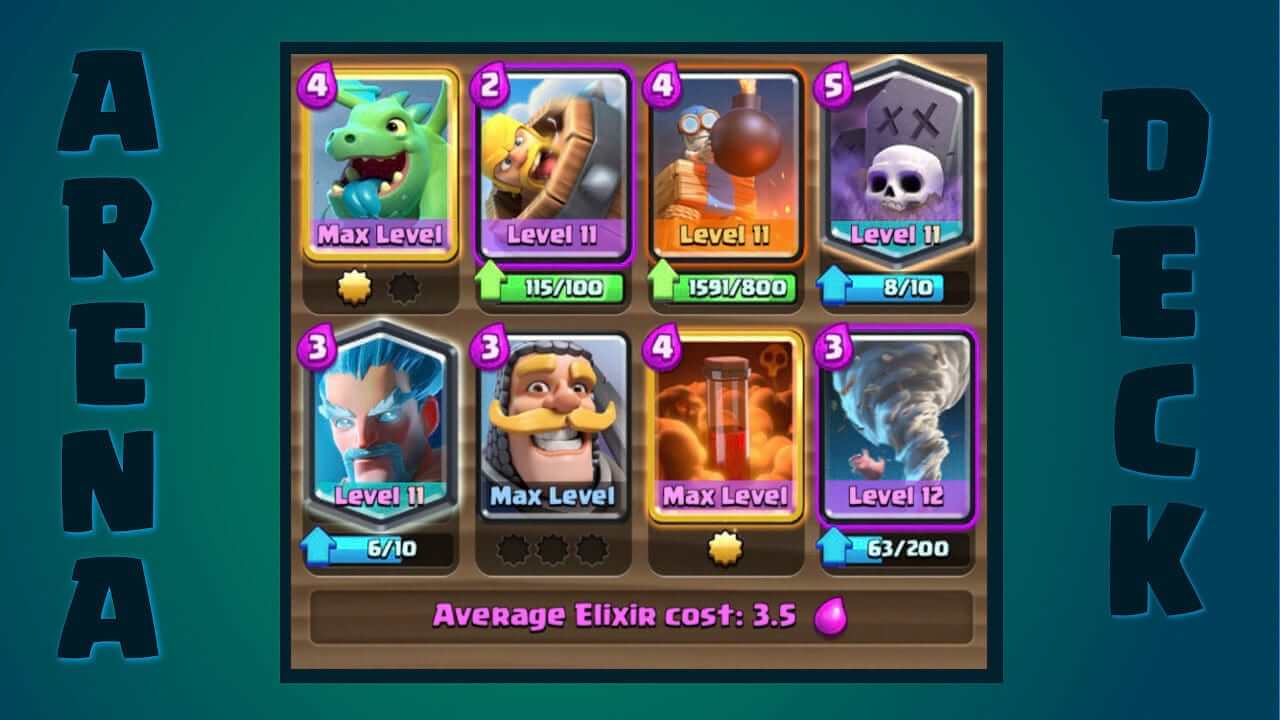 ARENA
4
2
4
5
Max Level
Level 11
Level 11
Level 11
115/100
1591/800
8/10
3
3
4
3
Level 11
Max Level
Max Level
Level 12
6/10
63/200
Average Elixir cost: 3.5
DECK